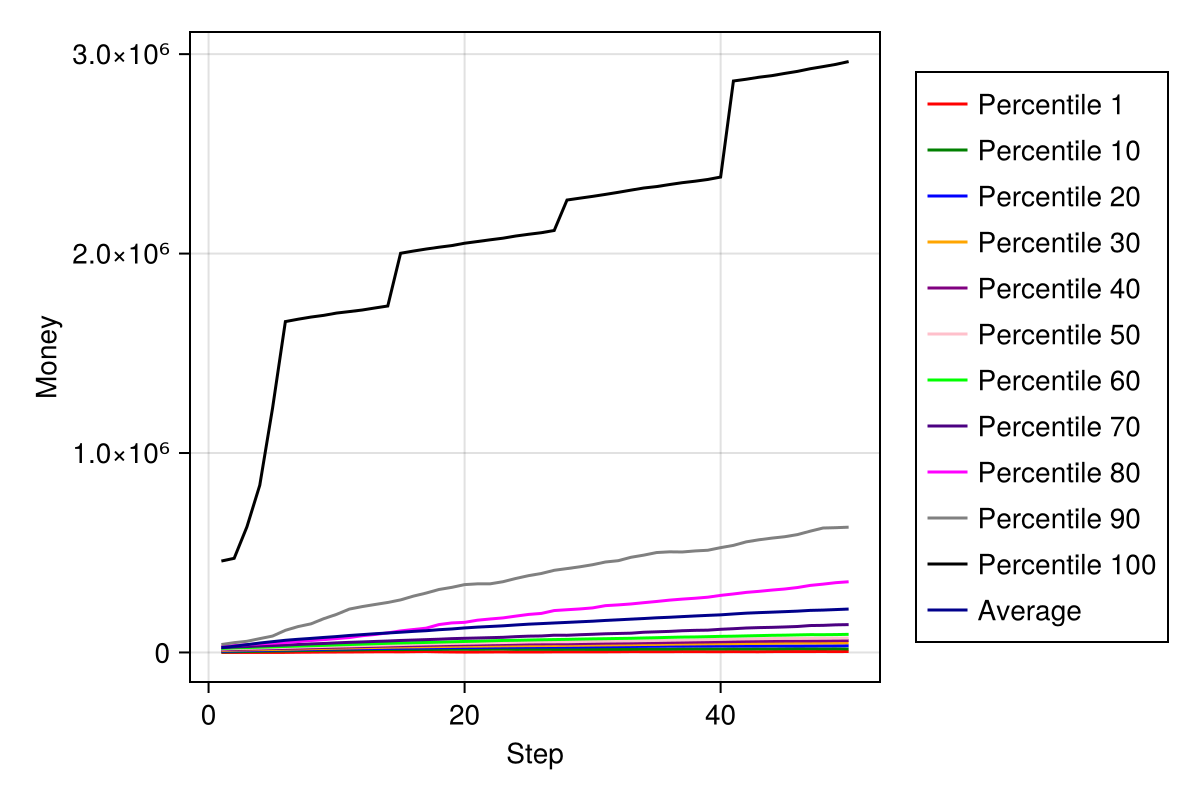 3.0×10⁶
2.0×10⁶
1.0×10⁶
0
Money
0
20
40
Step
Percentile 1
Percentile 10
Percentile 20
Percentile 30
Percentile 40
Percentile 50
Percentile 60
Percentile 70
Percentile 80
Percentile 90
Percentile 100
Average